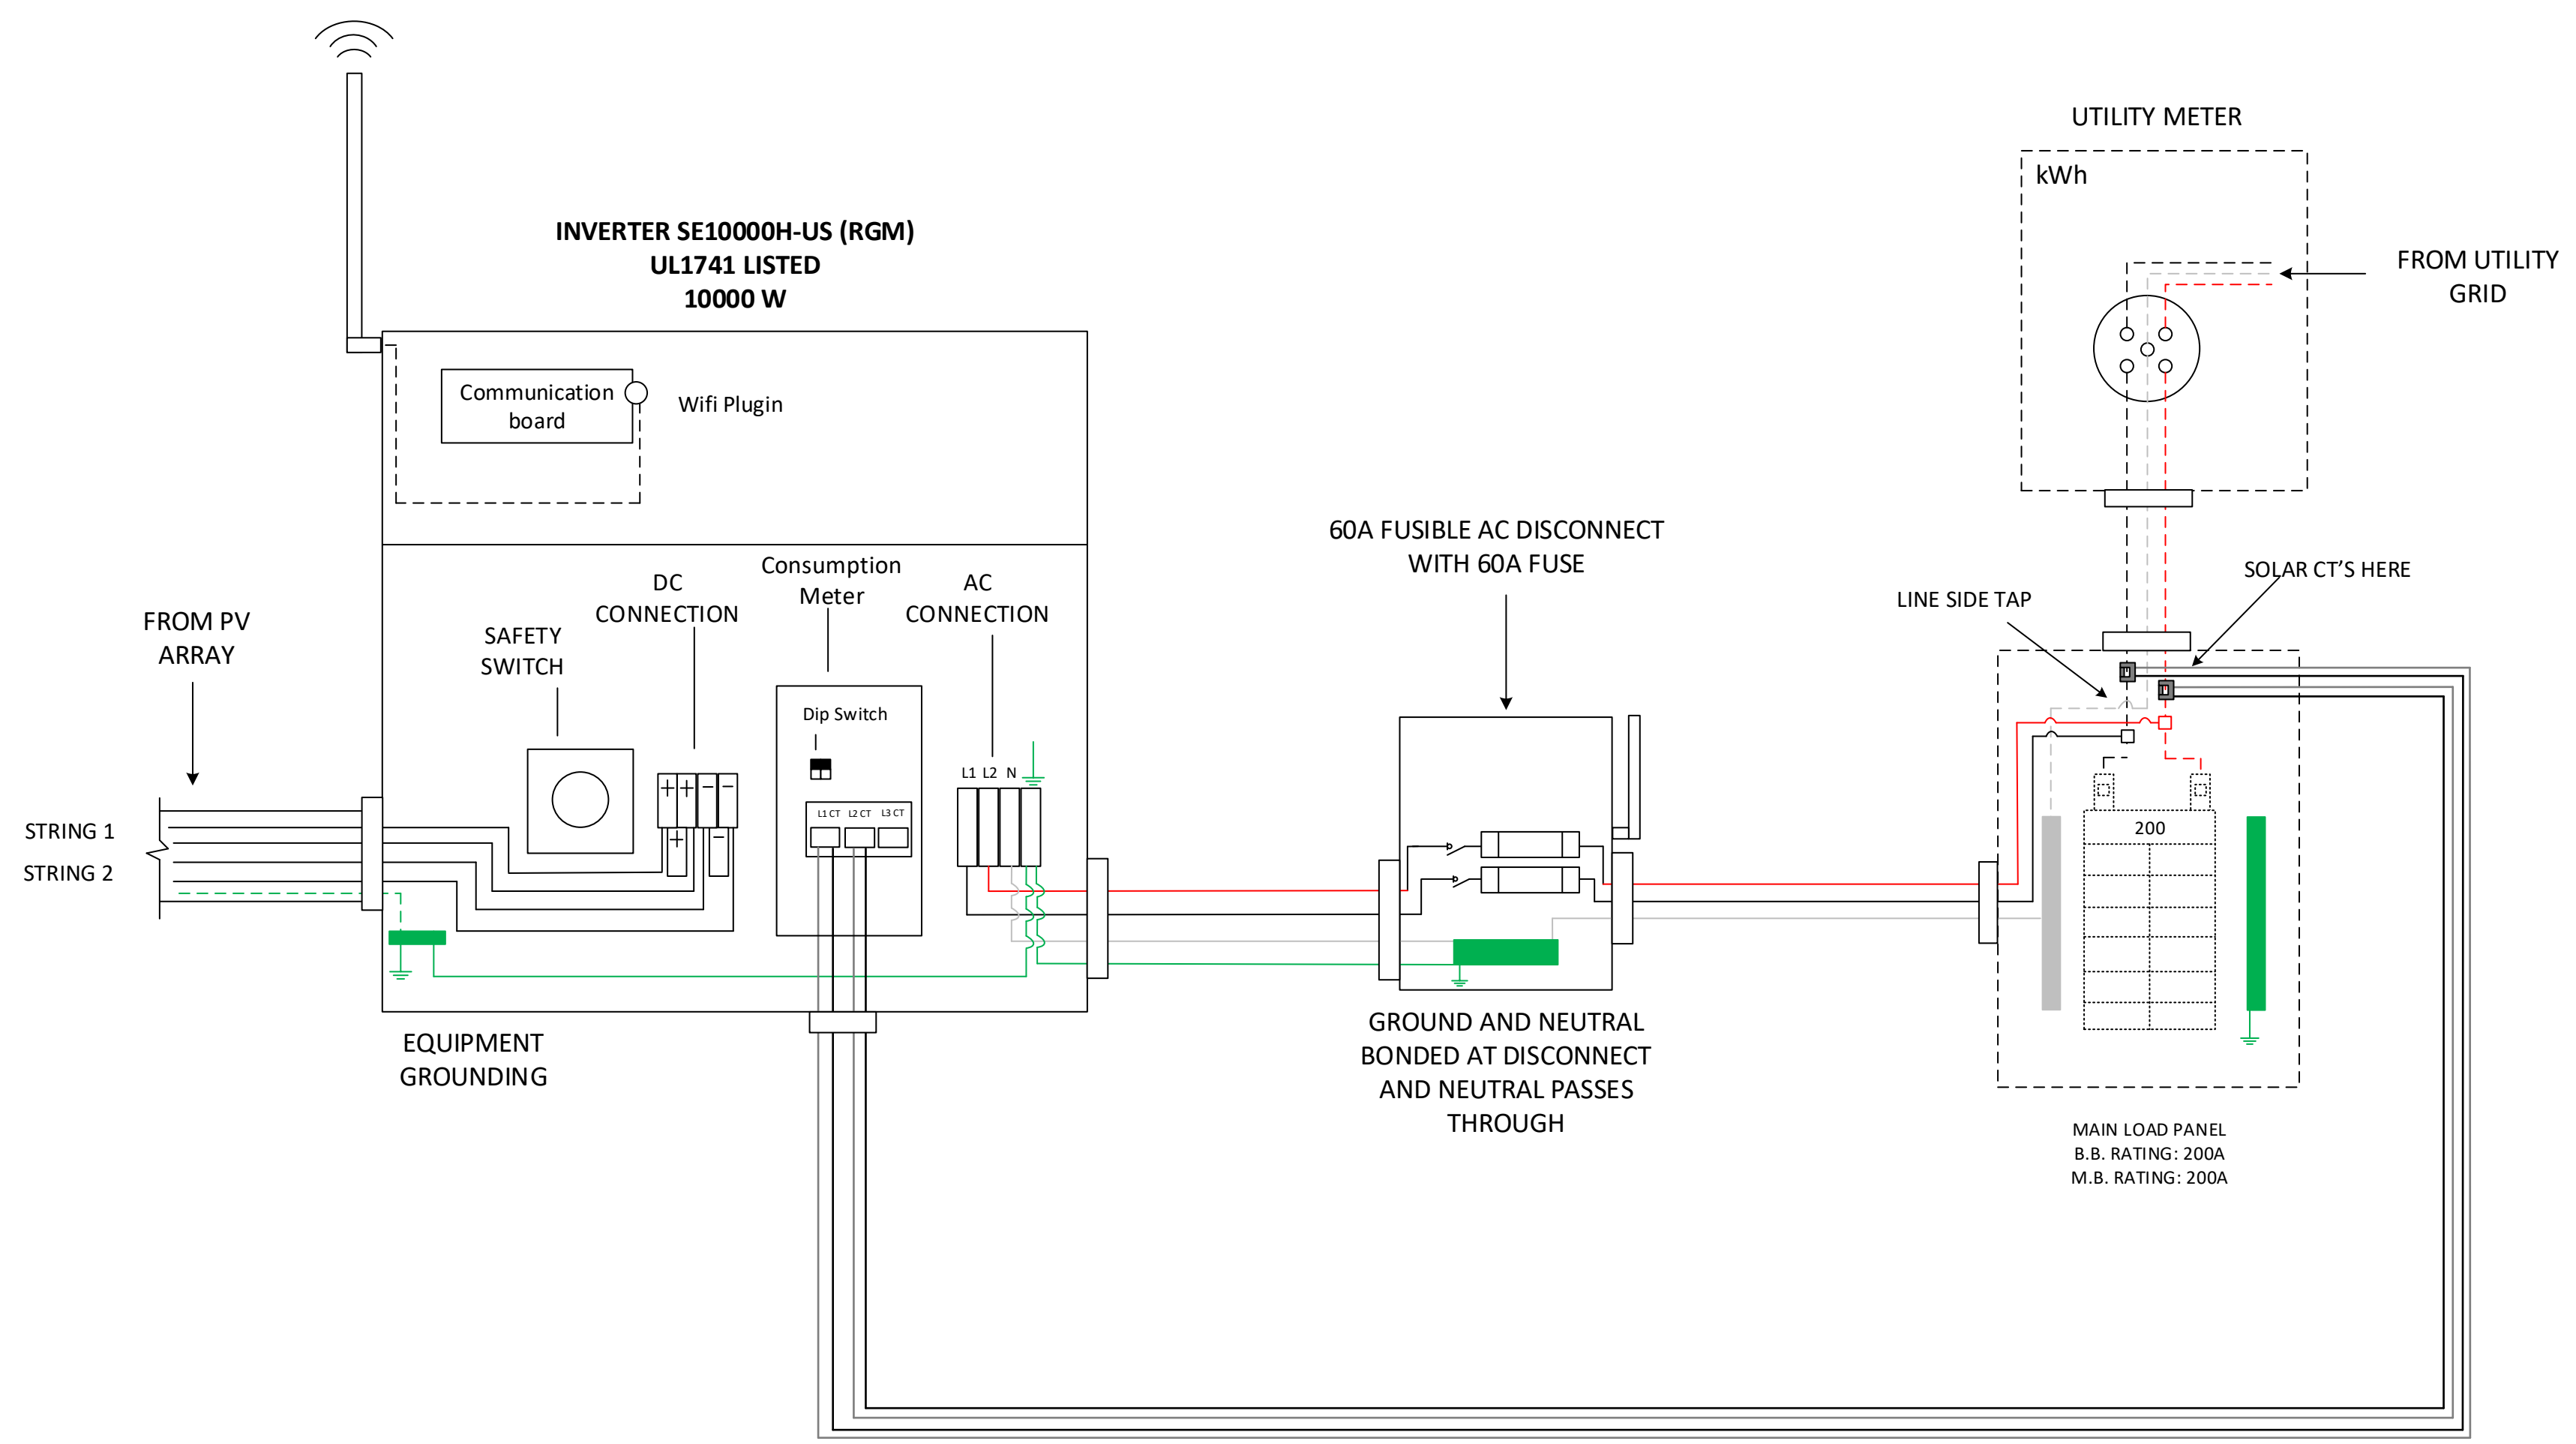 UTILITY METER
kWh
FROM UTILITY
GRID
INVERTER SE10000H-US (RGM)
UL1741 LISTED
10000 W
Communication
board
Wifi Plugin
60A FUSIBLE AC DISCONNECT
WITH 60A FUSE
SOLAR CT'S HERE
LINE SIDE TAP
FROM PV
ARRAY
SAFETY
SWITCH
DC
CONNECTION
Consumption
Meter
AC
CONNECTION
Dip Switch
L1 L2 N
+ + - -
+ -
L1 CT L2 CT L3 CT
STRING 1
STRING 2
200
EQUIPMENT
GROUNDING
GROUND AND NEUTRAL
BONDED AT DISCONNECT
AND NEUTRAL PASSES
THROUGH
MAIN LOAD PANEL
B.B. RATING: 200A
M.B. RATING: 200A